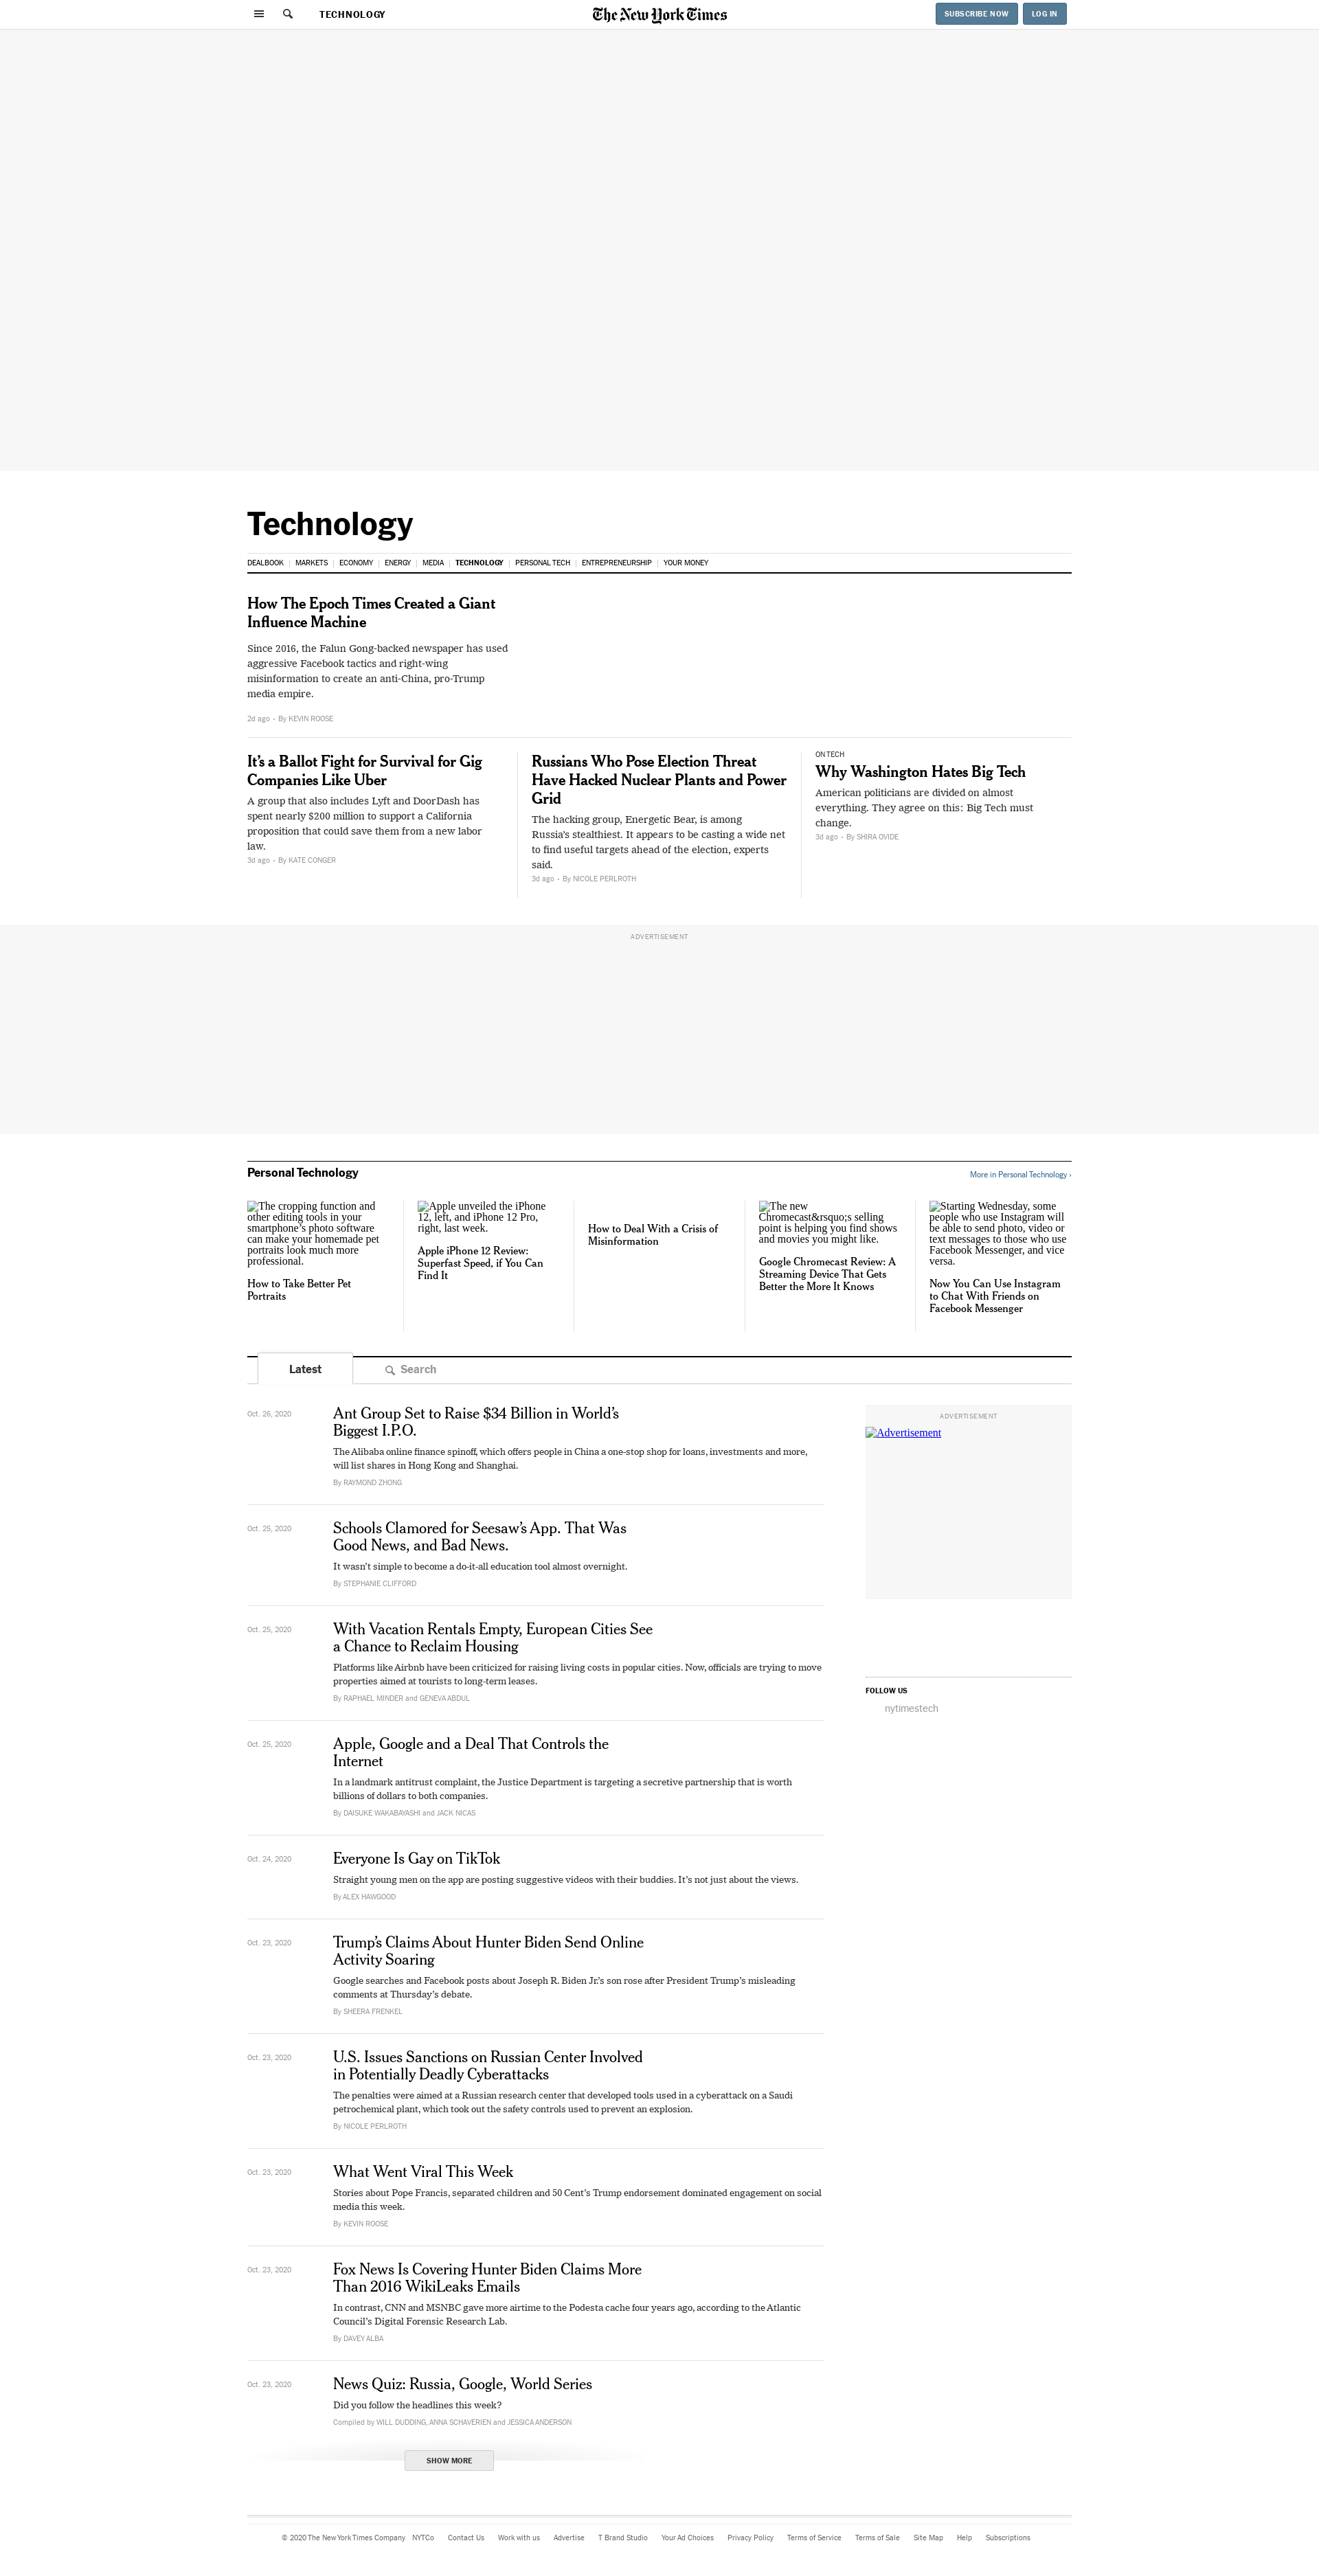 TECHNOLOGY
The New York Times
SUBSCRIBE NOW
LOG IN
Technology
DEALBOOK
MARKETS
ECONOMY
ENERGY
MEDIA
TECHNOLOGY
PERSONAL TECH
ENTREPRENEURSHIP
YOUR MONEY
How The Epoch Times Created a Giant
Influence Machine
Since 2016, the Falun Gong-backed newspaper has used
aggressive Facebook tactics and right-wing
misinformation to create an anti-China, pro-Trump
media empire.
2d ago • By KEVIN ROOSE
It’s a Ballot Fight for Survival for Gig
Companies Like Uber
A group that also includes Lyft and DoorDash has
spent nearly $200 million to support a California
proposition that could save them from a new labor
law.
3d ago • By KATE CONGER
Russians Who Pose Election Threat
Have Hacked Nuclear Plants and Power
Grid
The hacking group, Energetic Bear, is among
Russia’s stealthiest. It appears to be casting a wide net
to find useful targets ahead of the election, experts
said.
3d ago • By NICOLE PERLROTH
ON TECH
Why Washington Hates Big Tech
American politicians are divided on almost
everything. They agree on this: Big Tech must
change.
3d ago • By SHIRA OVIDE
ADVERTISEMENT
Personal Technology
More in Personal Technology ›
The cropping function and
other editing tools in your
smartphone’s photo software
can make your homemade pet
portraits look much more
professional.
How to Take Better Pet
Portraits
Apple unveiled the iPhone
12, left, and iPhone 12 Pro,
right, last week.
Apple iPhone 12 Review:
Superfast Speed, if You Can
Find It
How to Deal With a Crisis of
Misinformation
The new
Chromecast&rsquo;s selling
point is helping you find shows
and movies you might like.
Google Chromecast Review: A
Streaming Device That Gets
Better the More It Knows
Starting Wednesday, some
people who use Instagram will
be able to send photo, video or
text messages to those who use
Facebook Messenger, and vice
versa.
Now You Can Use Instagram
to Chat With Friends on
Facebook Messenger
Latest
Search
Oct. 26, 2020
Ant Group Set to Raise $34 Billion in World’s
Biggest I.P.O.
The Alibaba online finance spinoff, which offers people in China a one-stop shop for loans, investments and more,
will list shares in Hong Kong and Shanghai.
By RAYMOND ZHONG
Oct. 25, 2020
Schools Clamored for Seesaw’s App. That Was
Good News, and Bad News.
It wasn’t simple to become a do-it-all education tool almost overnight.
By STEPHANIE CLIFFORD
Oct. 25, 2020
With Vacation Rentals Empty, European Cities See
a Chance to Reclaim Housing
Platforms like Airbnb have been criticized for raising living costs in popular cities. Now, officials are trying to move
properties aimed at tourists to long-term leases.
By RAPHAEL MINDER and GENEVA ABDUL
Oct. 25, 2020
Apple, Google and a Deal That Controls the
Internet
In a landmark antitrust complaint, the Justice Department is targeting a secretive partnership that is worth
billions of dollars to both companies.
By DAISUKE WAKABAYASHI and JACK NICAS
Oct. 24, 2020
Everyone Is Gay on TikTok
Straight young men on the app are posting suggestive videos with their buddies. It’s not just about the views.
By ALEX HAWGOOD
Oct. 23, 2020
Trump’s Claims About Hunter Biden Send Online
Activity Soaring
Google searches and Facebook posts about Joseph R. Biden Jr.’s son rose after President Trump’s misleading
comments at Thursday’s debate.
By SHEERA FRENKEL
Oct. 23, 2020
U.S. Issues Sanctions on Russian Center Involved
in Potentially Deadly Cyberattacks
The penalties were aimed at a Russian research center that developed tools used in a cyberattack on a Saudi
petrochemical plant, which took out the safety controls used to prevent an explosion.
By NICOLE PERLROTH
Oct. 23, 2020
What Went Viral This Week
Stories about Pope Francis, separated children and 50 Cent’s Trump endorsement dominated engagement on social
media this week.
By KEVIN ROOSE
Oct. 23, 2020
Fox News Is Covering Hunter Biden Claims More
Than 2016 WikiLeaks Emails
In contrast, CNN and MSNBC gave more airtime to the Podesta cache four years ago, according to the Atlantic
Council’s Digital Forensic Research Lab.
By DAVEY ALBA
Oct. 23, 2020
News Quiz: Russia, Google, World Series
Did you follow the headlines this week?
Compiled by WILL DUDDING, ANNA SCHAVERIEN and JESSICA ANDERSON
SHOW MORE
ADVERTISEMENT
Advertisement
FOLLOW US
nytimestech
© 2020 The New York Times Company
NYTCo
Contact Us
Work with us
Advertise
T Brand Studio
Your Ad Choices
Privacy Policy
Terms of Service
Terms of Sale
Site Map
Help
Subscriptions